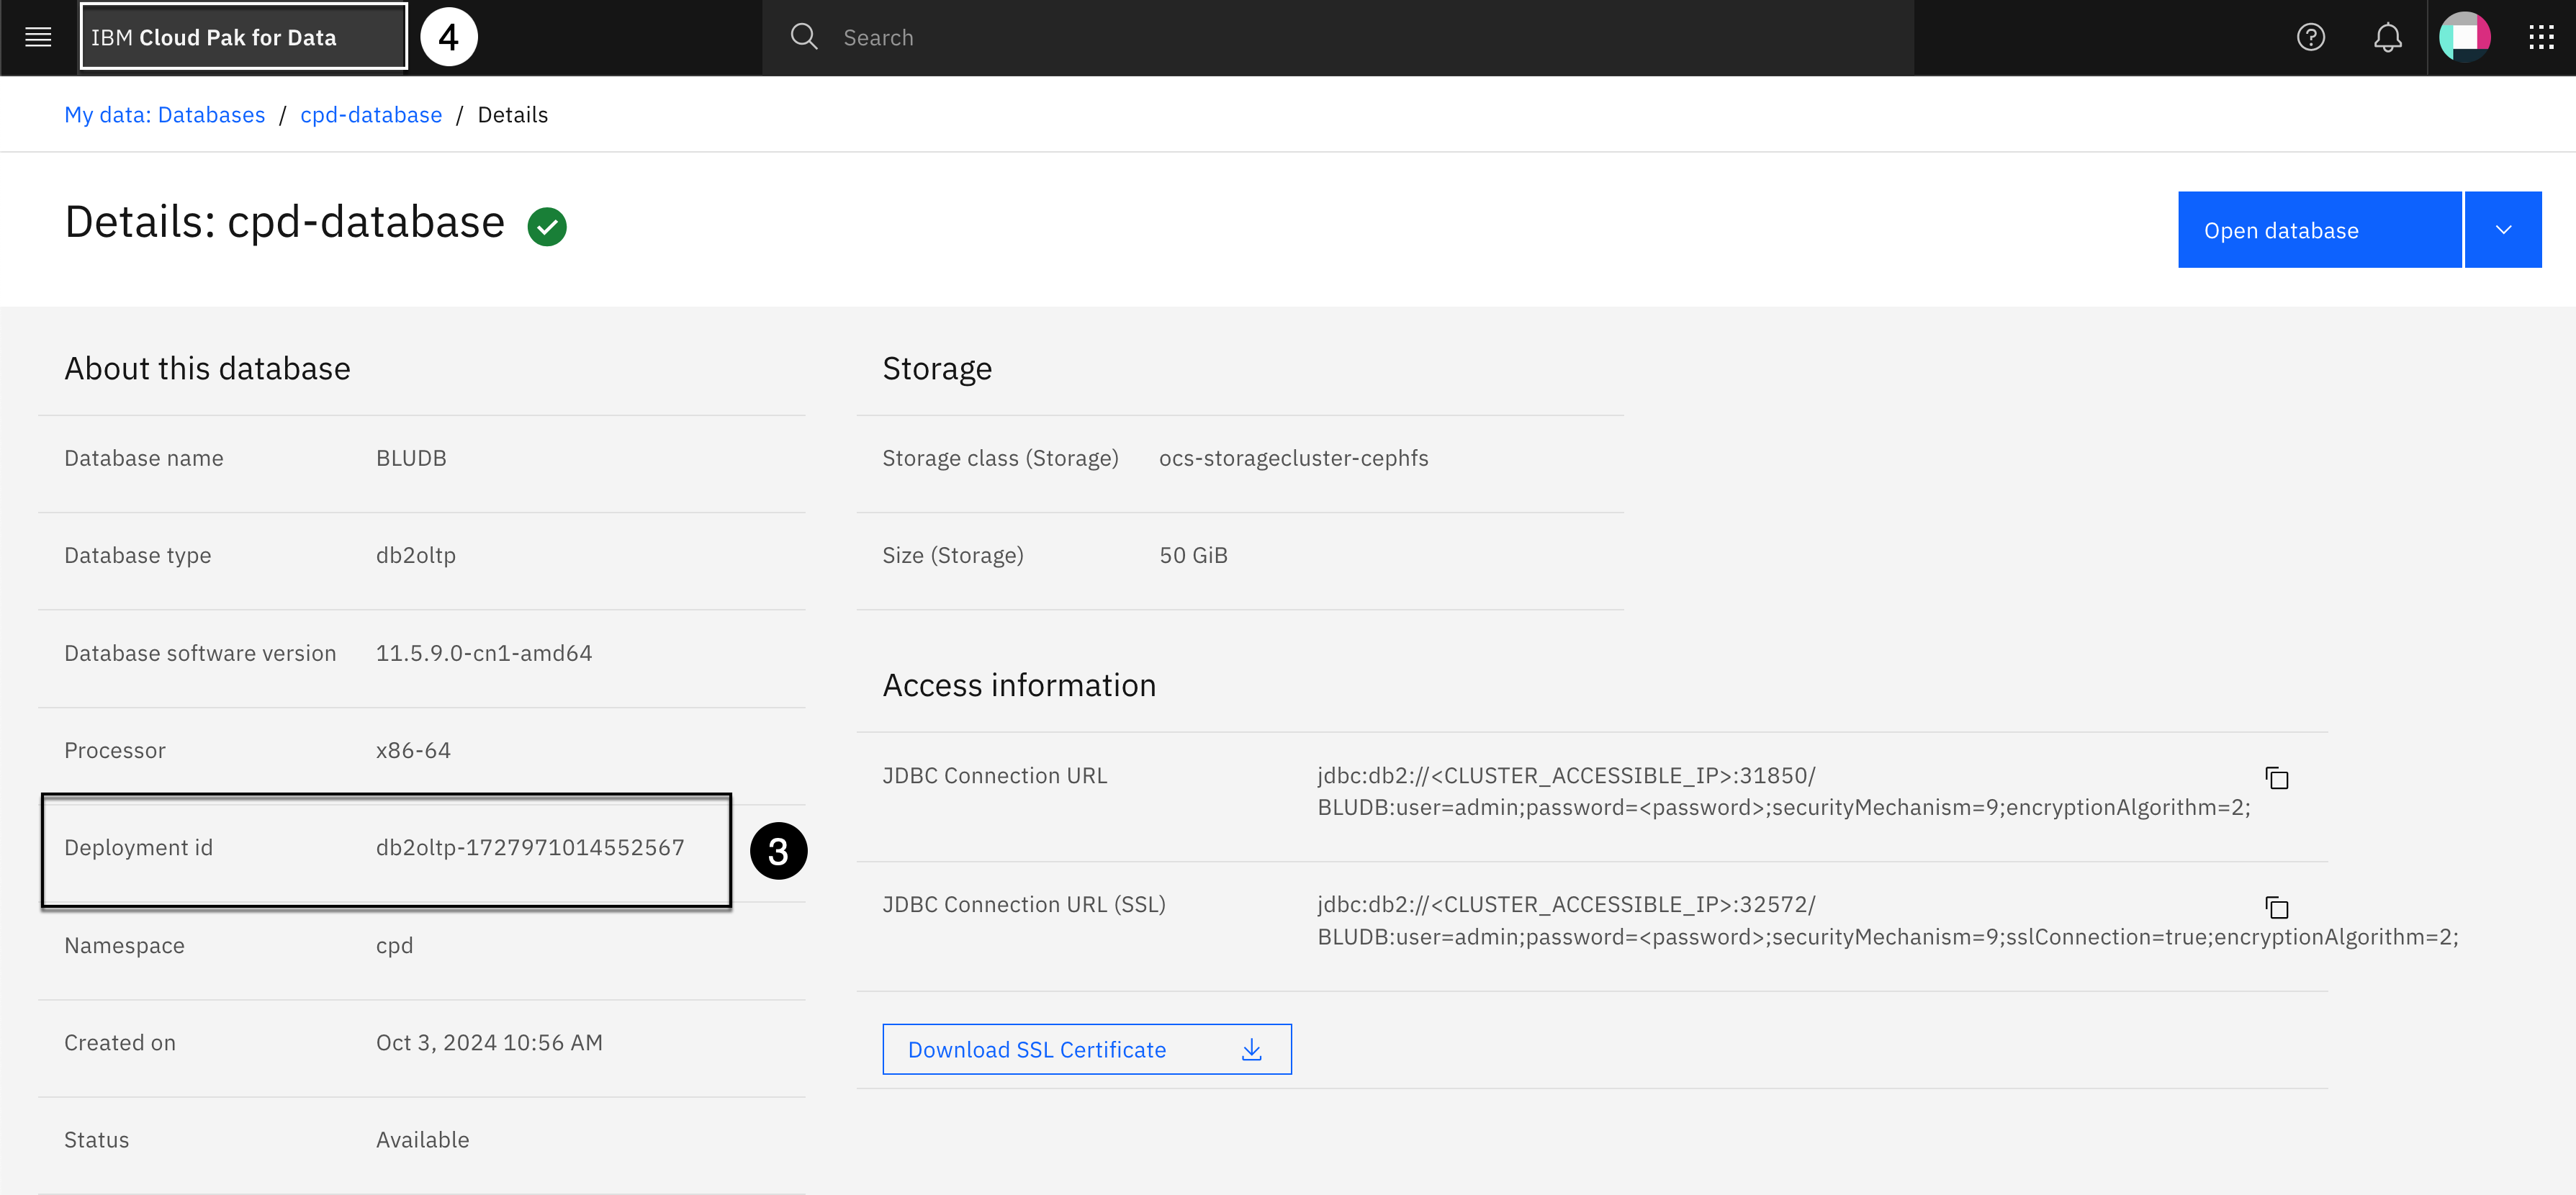 IBM Cloud Pak for Data
4
Search
My data: Databases / cpd-database / Details
Details: cpd-database
Open database
About this database
Database name BLUDB
Database type db2oltp
Database software version 11.5.9.0-cn1-amd64
Processor x86-64
Deployment id db2oltp-1727971014552567
3
Namespace cpd
Created on Oct 3, 2024 10:56 AM
Status Available
Storage
Storage class (Storage) ocs-storagecluster-cephfs
Size (Storage) 50 GiB
Access information
JDBC Connection URL jdbc:db2://<CLUSTER_ACCESSIBLE_IP>:31850/
BLUDB:user=admin;password=<password>;securityMechanism=9;encryptionAlgorithm=2;
JDBC Connection URL (SSL) jdbc:db2://<CLUSTER_ACCESSIBLE_IP>:32572/
BLUDB:user=admin;password=<password>;securityMechanism=9;sslConnection=true;encryptionAlgorithm=2;
Download SSL Certificate